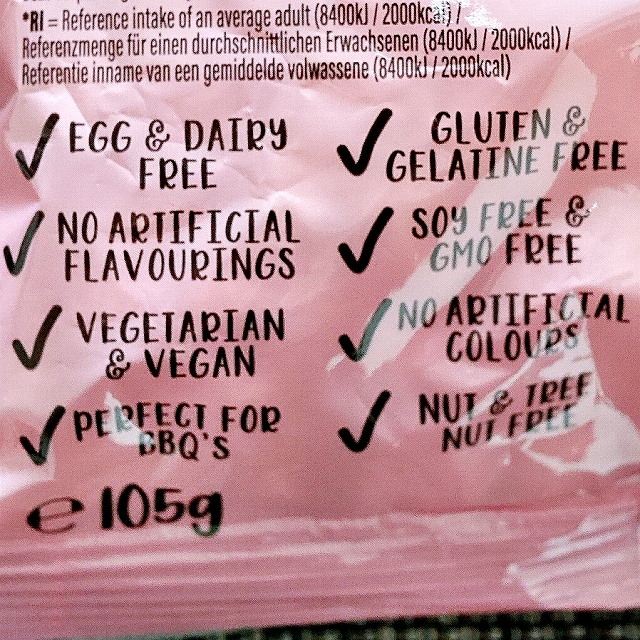 *RI = Reference intake of an average adult (8400kJ / 2000kcal) /
Referenzmenge für einen durchschnittlichen Erwachsenen (8400kJ / 2000kcal) /
Referentie inname van een gemiddelde volwassene (8400kJ / 2000kcal)
✓ EGG & DAIRY
FREE
✓ GLUTEN &
GELATINE FREE
✓ NO ARTIFICIAL
FLAVOURINGS
✓ SOY FREE &
GMO FREE
✓ VEGETARIAN
& VEGAN
✓ NO ARTIFICIAL
COLOURS
✓ PERFECT FOR
BBQ'S
✓ NUT & TREE
NUT FREE
℮ 105g